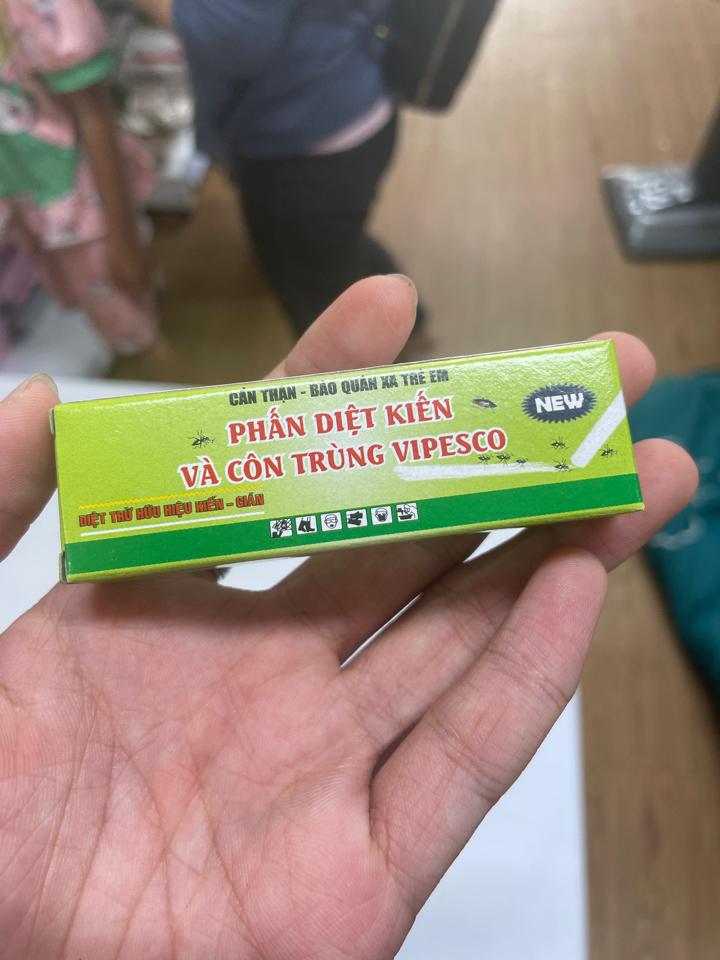 CẨN THẬN - BẢO QUẢN XA TRẺ EM
PHẤN DIỆT KIẾN
VÀ CÔN TRÙNG VIPESCO
NEW
DIỆT TRỪ HỮU HIỆU KIẾN - GIÁN